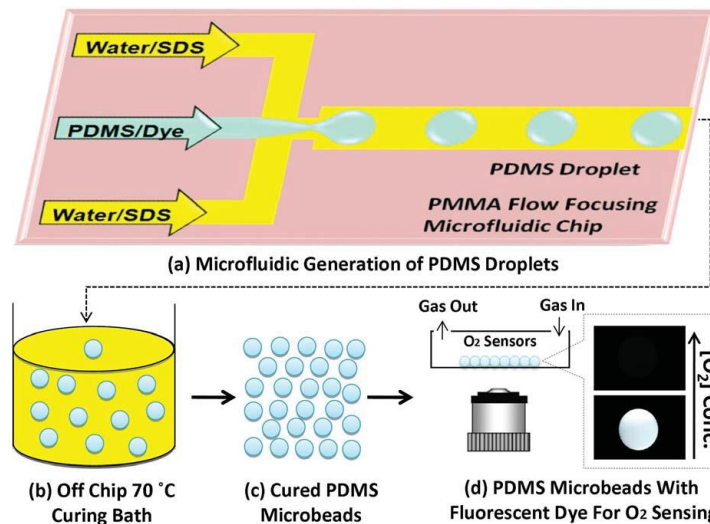 Water/SDS
PDMS/Dye
Water/SDS
PDMS Droplet
PMMA Flow Focusing
Microfluidic Chip
(a) Microfluidic Generation of PDMS Droplets
Gas Out
Gas In
O₂ Sensors
[O₂] Conc.
(b) Off Chip 70 ˚C
Curing Bath
(c) Cured PDMS
Microbeads
(d) PDMS Microbeads With
Fluorescent Dye For O₂ Sensing